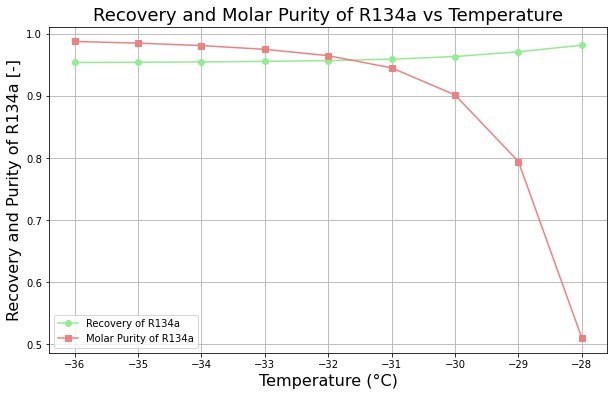 Recovery and Molar Purity of R134a vs Temperature
Recovery and Purity of R134a [-]
1.0
0.9
0.8
0.7
0.6
0.5
Recovery of R134a
Molar Purity of R134a
−36 −35 −34 −33 −32 −31 −30 −29 −28
Temperature (°C)